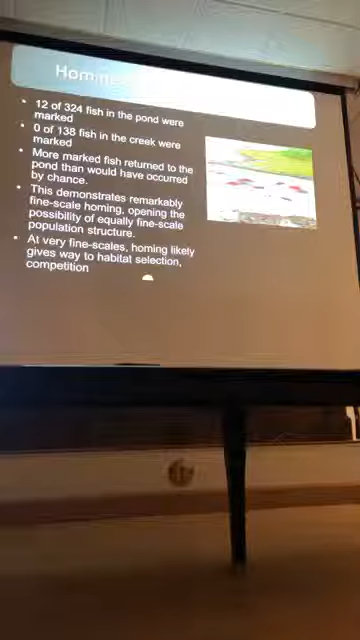 • 12 of 324 fish in the pond were
marked
• 0 of 138 fish in the creek were
marked
• More marked fish returned to the
pond than would have occurred
by chance.
• This demonstrates remarkably
fine-scale homing, opening the
possibility of equally fine-scale
population structure.
• At very fine-scales, homing likely
gives way to habitat selection,
competition